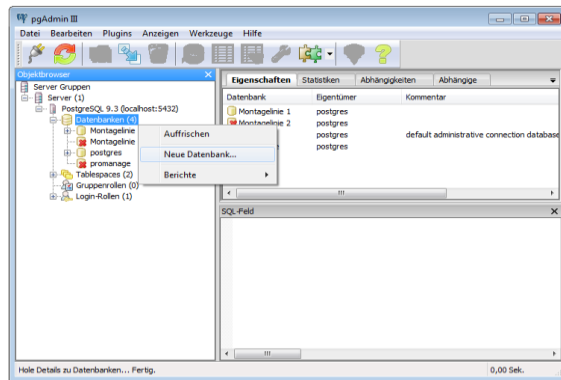 pgAdmin III
Datei Bearbeiten Plugins Anzeigen Werkzeuge Hilfe
Objektbrowser
Server Gruppen
Server (1)
PostgreSQL 9.3 (localhost:5432)
Datenbanken (4)
Montagelinie
Montagelinie
postgres
promanage
Tablespaces (2)
Gruppenrollen (0)
Login-Rollen (1)
Auffrischen
Neue Datenbank...
Berichte
Eigenschaften Statistiken Abhängigkeiten Abhängige
Datenbank Eigentümer Kommentar
Montagelinie 1 postgres
Montagelinie 2 postgres
postgres default administrative connection database
postgres
SQL-Feld
Hole Details zu Datenbanken... Fertig. 0,00 Sek.